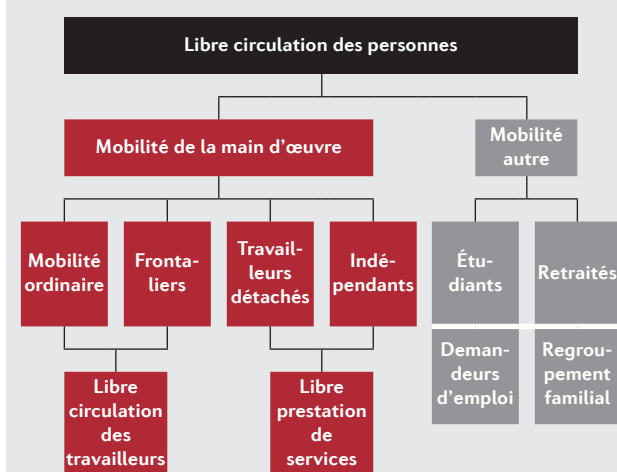 Libre circulation des personnes
Mobilité de la main d’œuvre
Mobilité
autre
Mobilité
ordinaire
Fronta-
liers
Travail-
leurs
détachés
Indé-
pendants
Étu-
diants
Retraités
Libre
circulation
des
travailleurs
Libre
prestation
de
services
Deman-
deurs
d’emploi
Regrou-
pement
familial